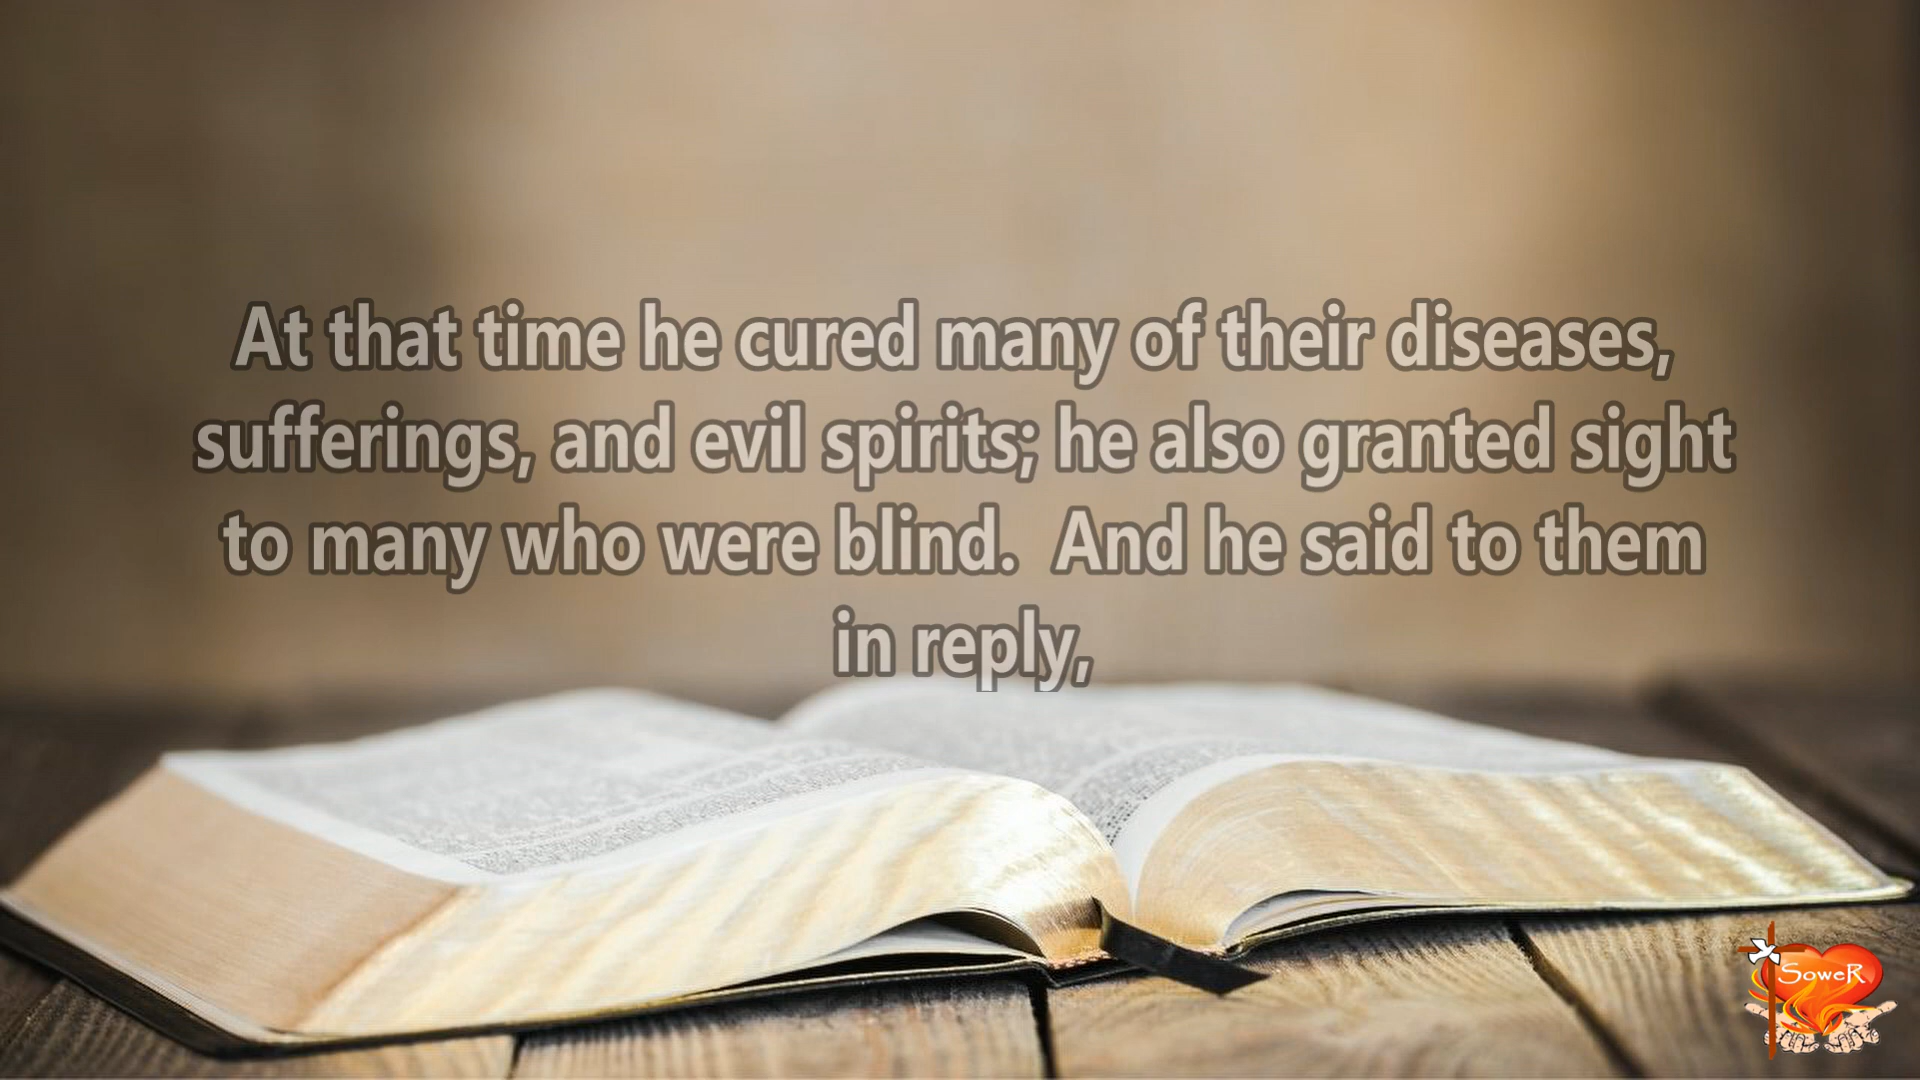 At that time he cured many of their diseases,
sufferings, and evil spirits; he also granted sight
to many who were blind.  And he said to them
in reply,
SoweR